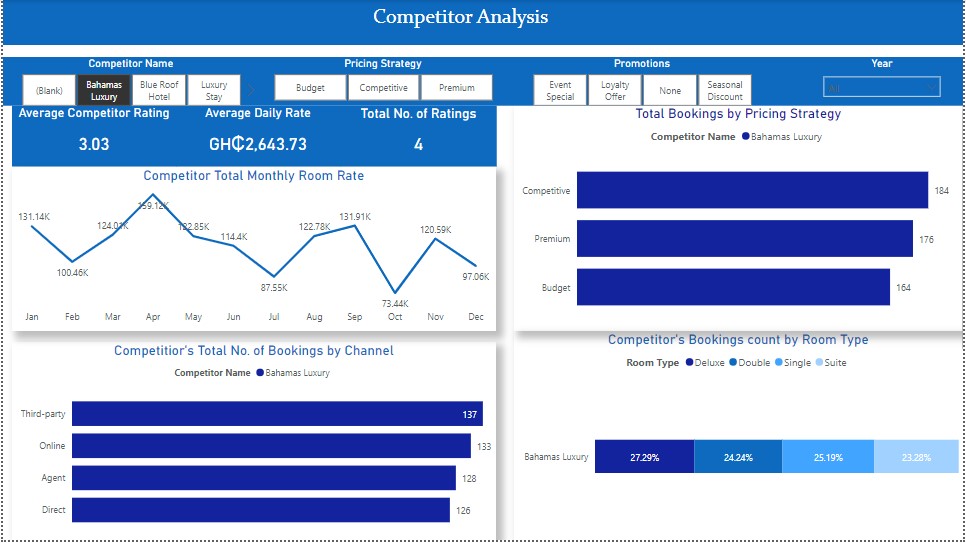 Competitor Analysis
Competitor Name
Pricing Strategy
Promotions
Year
(Blank)
Bahamas
Luxury
Blue Roof
Hotel
Luxury
Stay
Budget
Competitive
Premium
Event
Special
Loyalty
Offer
None
Seasonal
Discount
All
Average Competitor Rating
Average Daily Rate
Total No. of Ratings
3.03
GH₵2,643.73
4
Competitor Total Monthly Room Rate
131.14K
100.46K
124.01K
159.12K
122.85K
114.4K
87.55K
122.78K
131.91K
73.44K
120.59K
97.06K
Jan Feb Mar Apr May Jun Jul Aug Sep Oct Nov Dec
Total Bookings by Pricing Strategy
Competitor Name Bahamas Luxury
Competitive 184
Premium 176
Budget 164
Competitior's Total No. of Bookings by Channel
Competitor Name Bahamas Luxury
Third-party 137
Online 133
Agent 128
Direct 126
Competitor's Bookings count by Room Type
Room Type Deluxe Double Single Suite
Bahamas Luxury 27.29% 24.24% 25.19% 23.28%